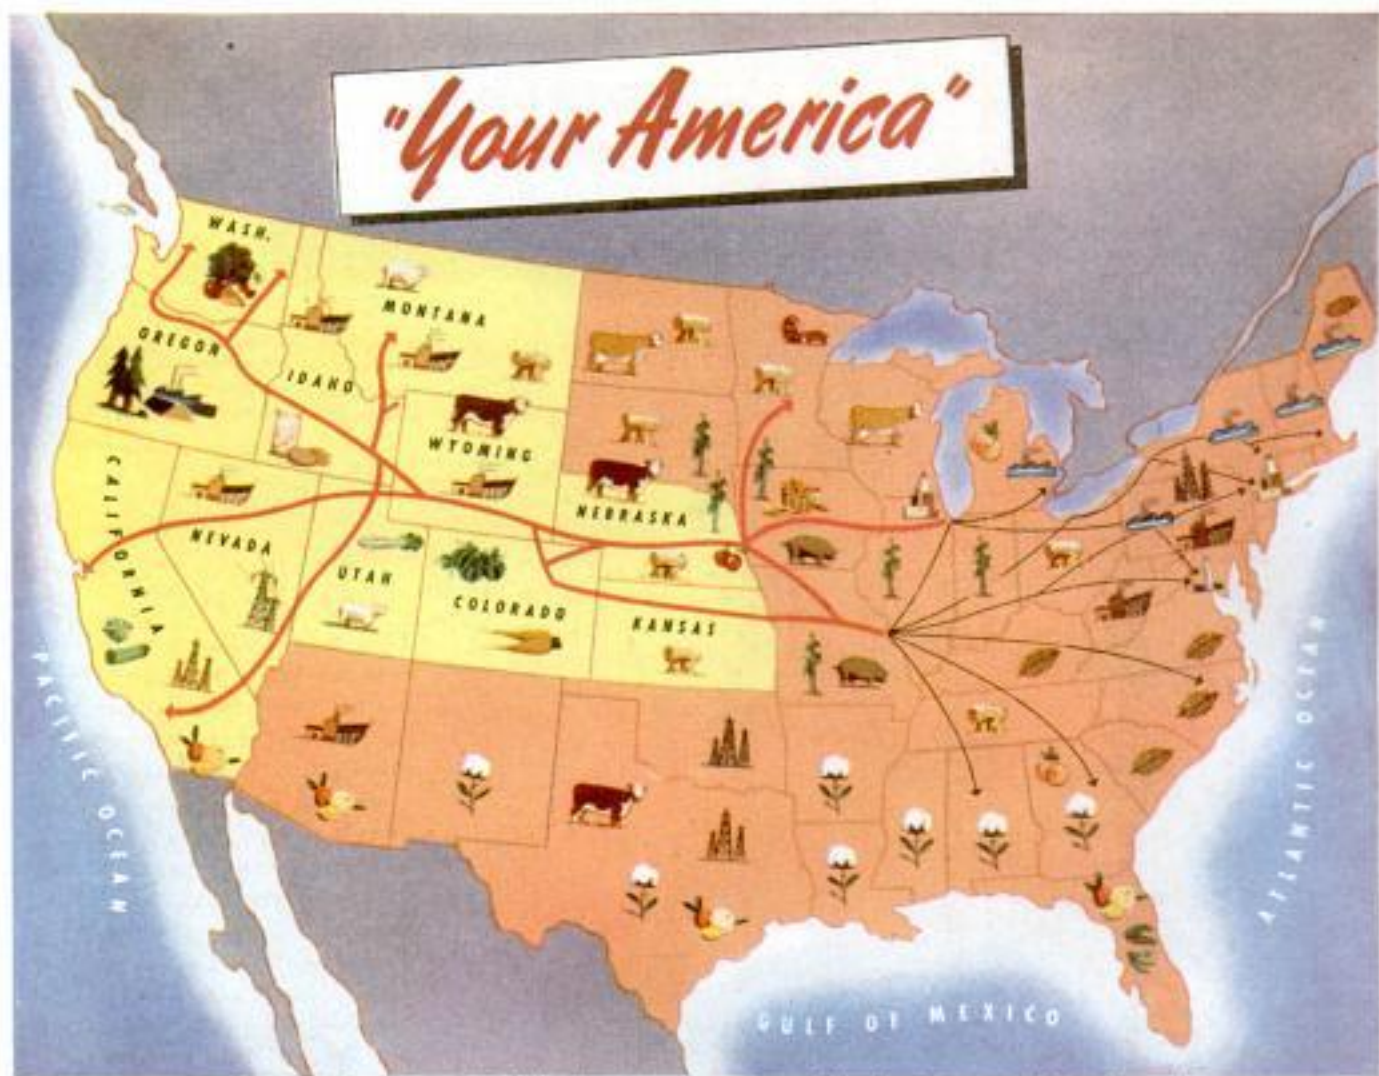 "Your America"
WASH.
MONTANA
OREGON
IDAHO
WYOMING
NEBRASKA
CALIFORNIA
NEVADA
UTAH
COLORADO
KANSAS
PACIFIC OCEAN
ATLANTIC OCEAN
GULF OF MEXICO